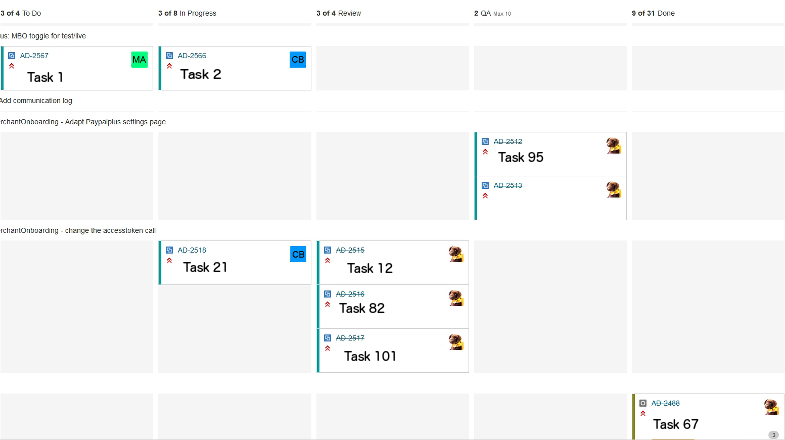 3 of 4 To Do 3 of 8 In Progress 3 of 4 Review 2 QA Max 10 9 of 31 Done
us: MBO toggle for test/live
AD-2567 MA AD-2566 CB
Task 1 Task 2
Add communication log
rchantOnboarding - Adapt Paypalplus settings page
AD-2512
Task 95
AD-2513
rchantOnboarding - change the accesstoken call
AD-2518 CB AD-2515
Task 21 Task 12
AD-2516
Task 82
AD-2517
Task 101
AD-2488
Task 67
3